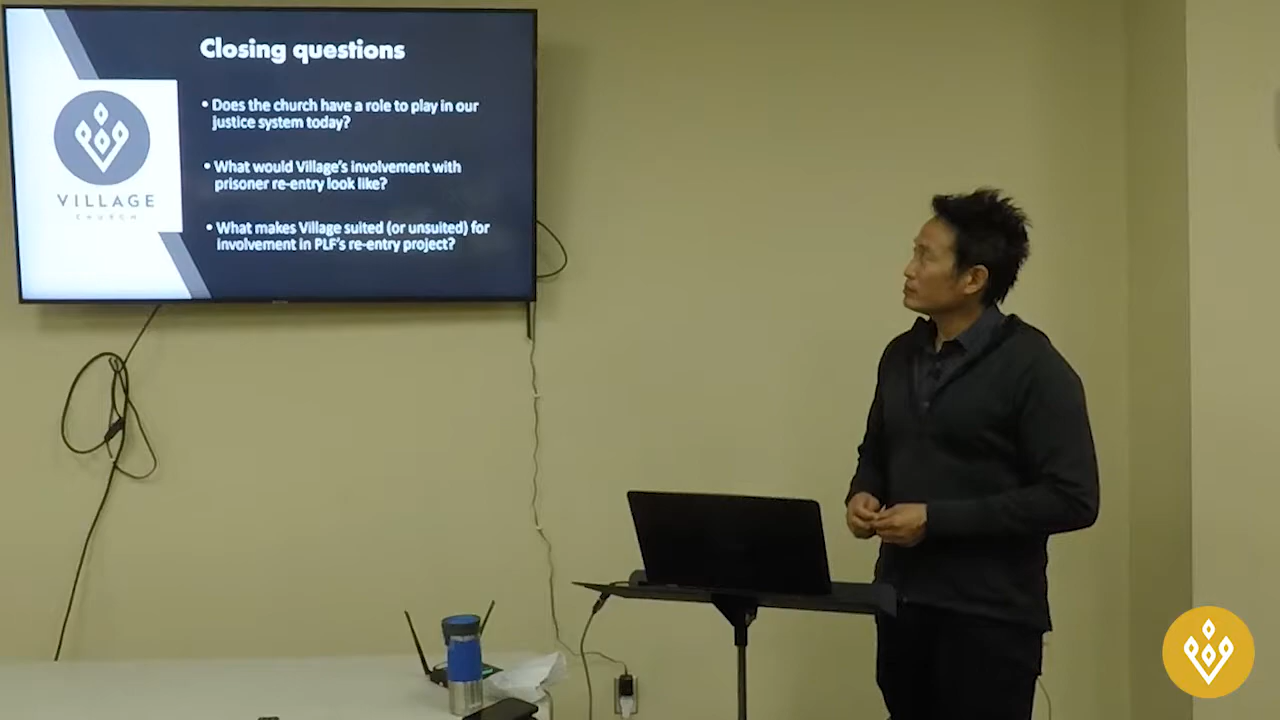 Closing questions
• Does the church have a role to play in our
justice system today?
• What would Village's involvement with
prisoner re-entry look like?
• What makes Village suited (or unsuited) for
involvement in PLF's re-entry project?
VILLAGE
CHURCH